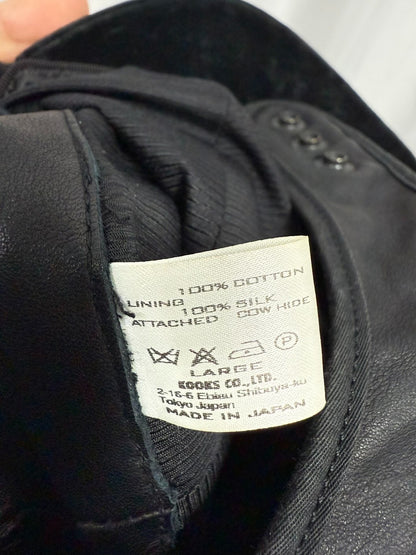 100% COTTON
LINING 100% SILK
ATTACHED COW HIDE
P
LARGE
KOOKS CO., LTD.
2-16-6 Ebisu Shibuya-ku
Tokyo Japan
MADE IN JAPAN